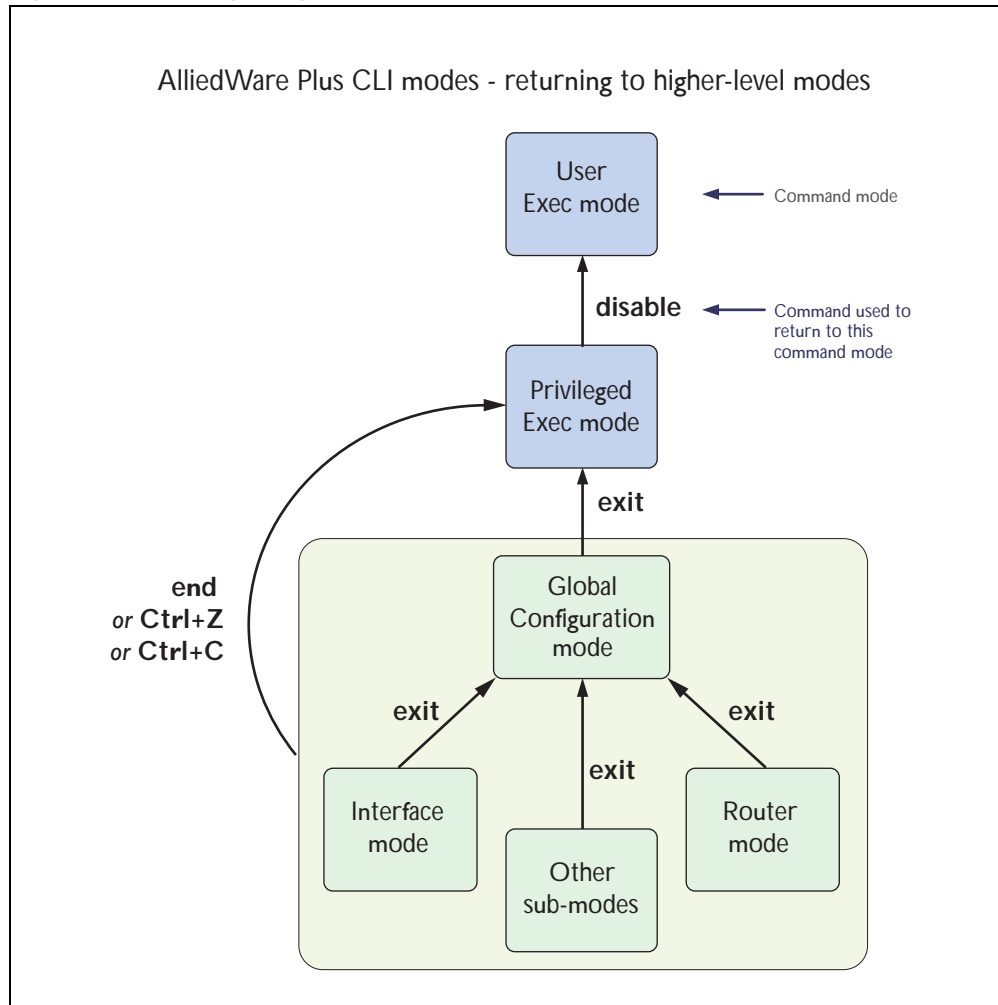 AlliedWare Plus CLI modes - returning to higher-level modes
User
Exec mode
Command mode
disable
Command used to
return to this
command mode
Privileged
Exec mode
exit
end
or Ctrl+Z
or Ctrl+C
Global
Configuration
mode
exit
exit
exit
Interface
mode
Other
sub-modes
Router
mode